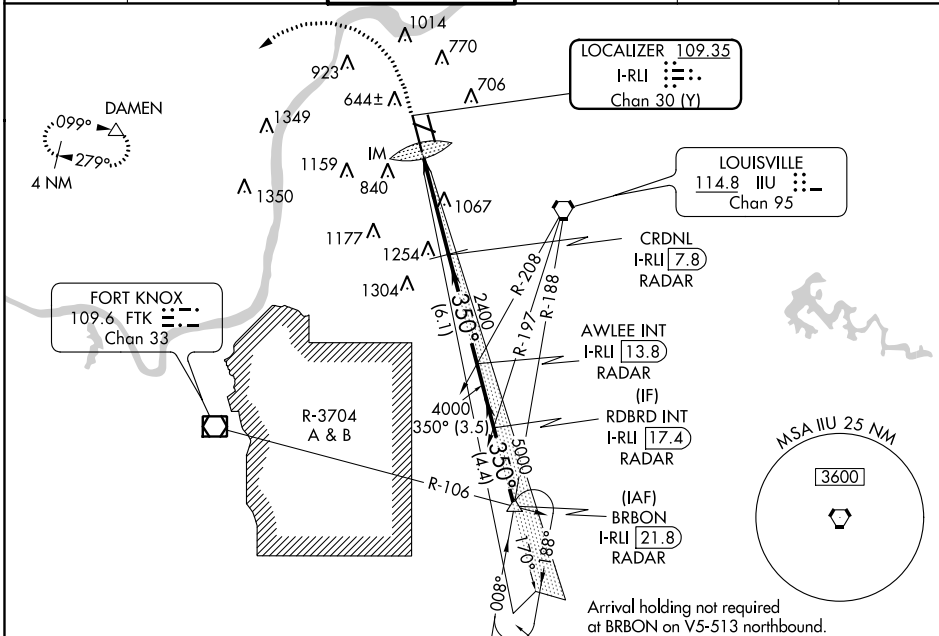 1014
770
923
LOCALIZER 109.35
I-RLI
Chan 30 (Y)
706
644±
DAMEN
099°
279°
4 NM
1349
IM
1159
840
1350
1067
LOUISVILLE
114.8 IIU
Chan 95
1177
1254
1304
CRDNL
I-RLI 7.8
RADAR
R-208
R-197
R-188
2400
350°
(6.1)
FORT KNOX
109.6 FTK
Chan 33
AWLEE INT
I-RLI 13.8
RADAR
R-3704
A & B
4000
350° (3.5)
(IF)
RDBRD INT
I-RLI 17.4
RADAR
350°
5000
(4.4)
R-106
(IAF)
BRBON
I-RLI 21.8
RADAR
MSA IIU 25 NM
3600
170°
188°
008°
Arrival holding not required
at BRBON on V5-513 northbound.